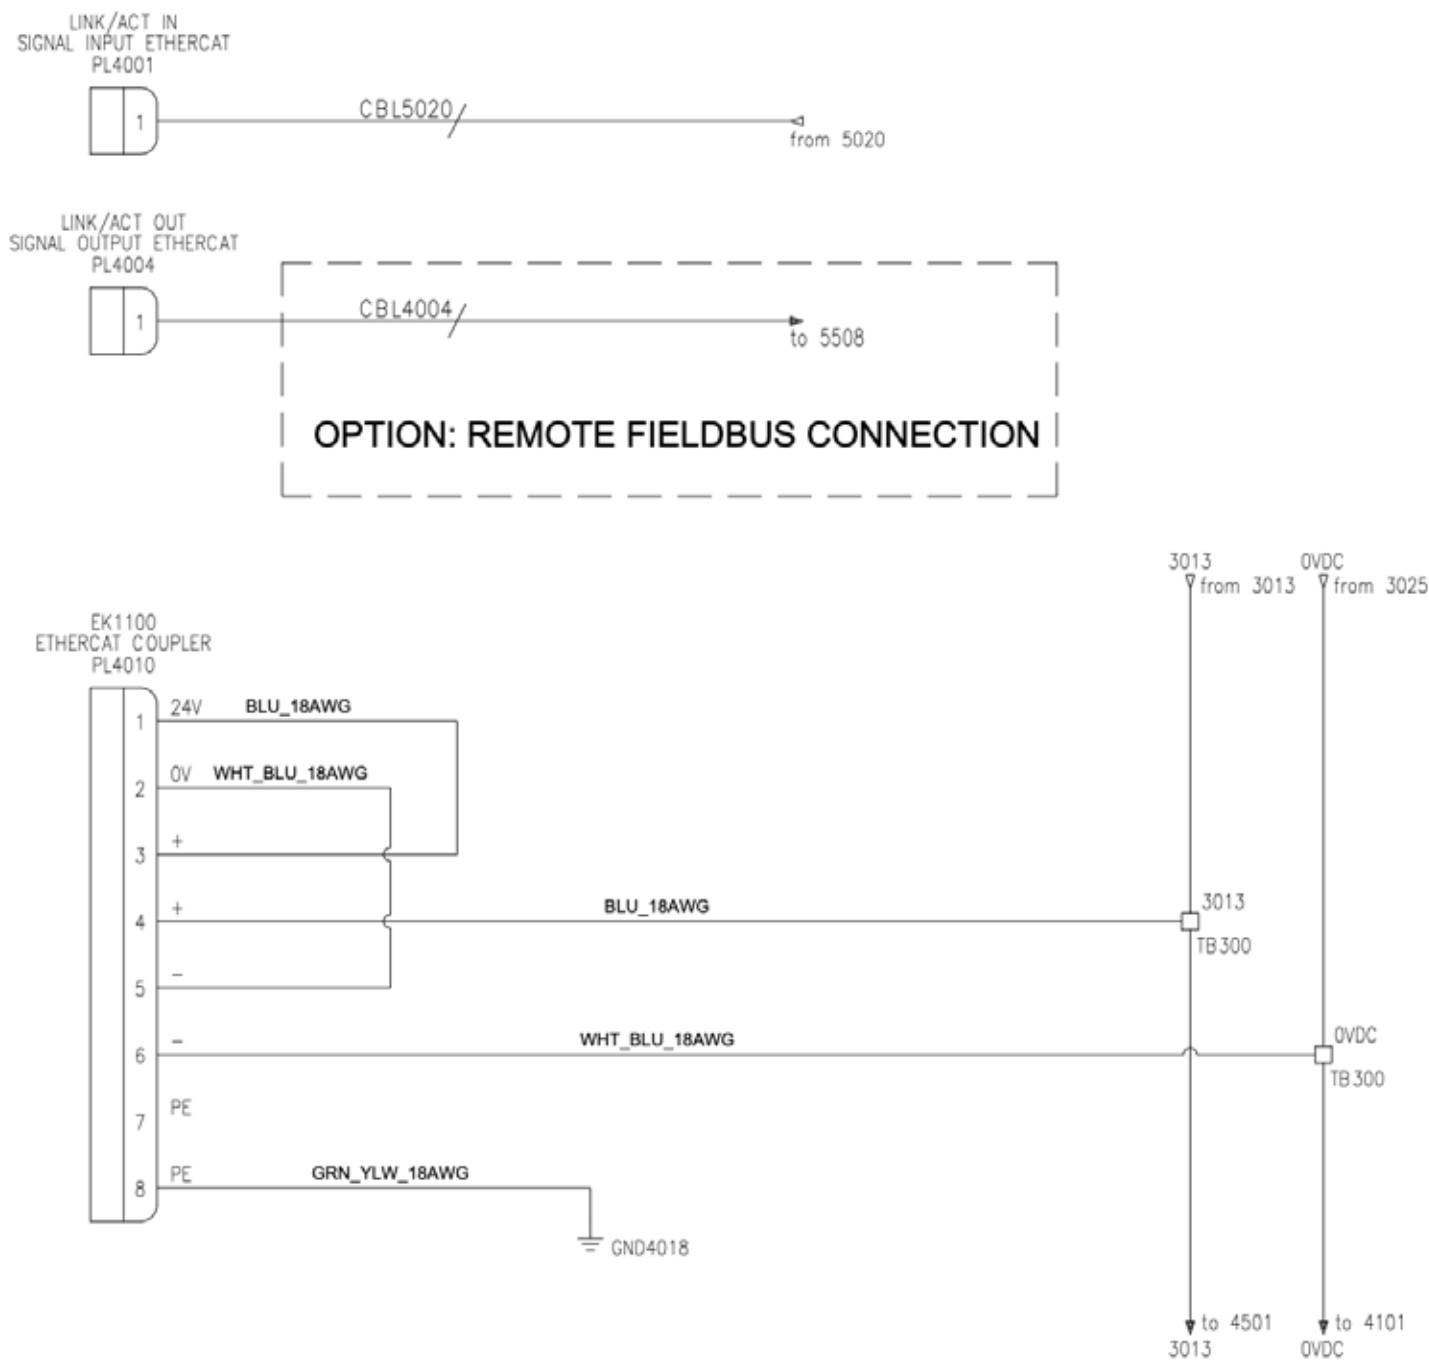 LINK/ACT IN
SIGNAL INPUT ETHERCAT
PL4001
1
CBL5020
from 5020
LINK/ACT OUT
SIGNAL OUTPUT ETHERCAT
PL4004
1
CBL4004
to 5508
OPTION: REMOTE FIELDBUS CONNECTION
3013 0VDC
from 3013 from 3025
EK1100
ETHERCAT COUPLER
PL4010
1 24V BLU_18AWG
2 0V WHT_BLU_18AWG
3 +
4 + BLU_18AWG 3013
TB300
5 -
6 - WHT_BLU_18AWG 0VDC
TB300
7 PE
8 PE GRN_YLW_18AWG
GND4018
to 4501 to 4101
3013 0VDC